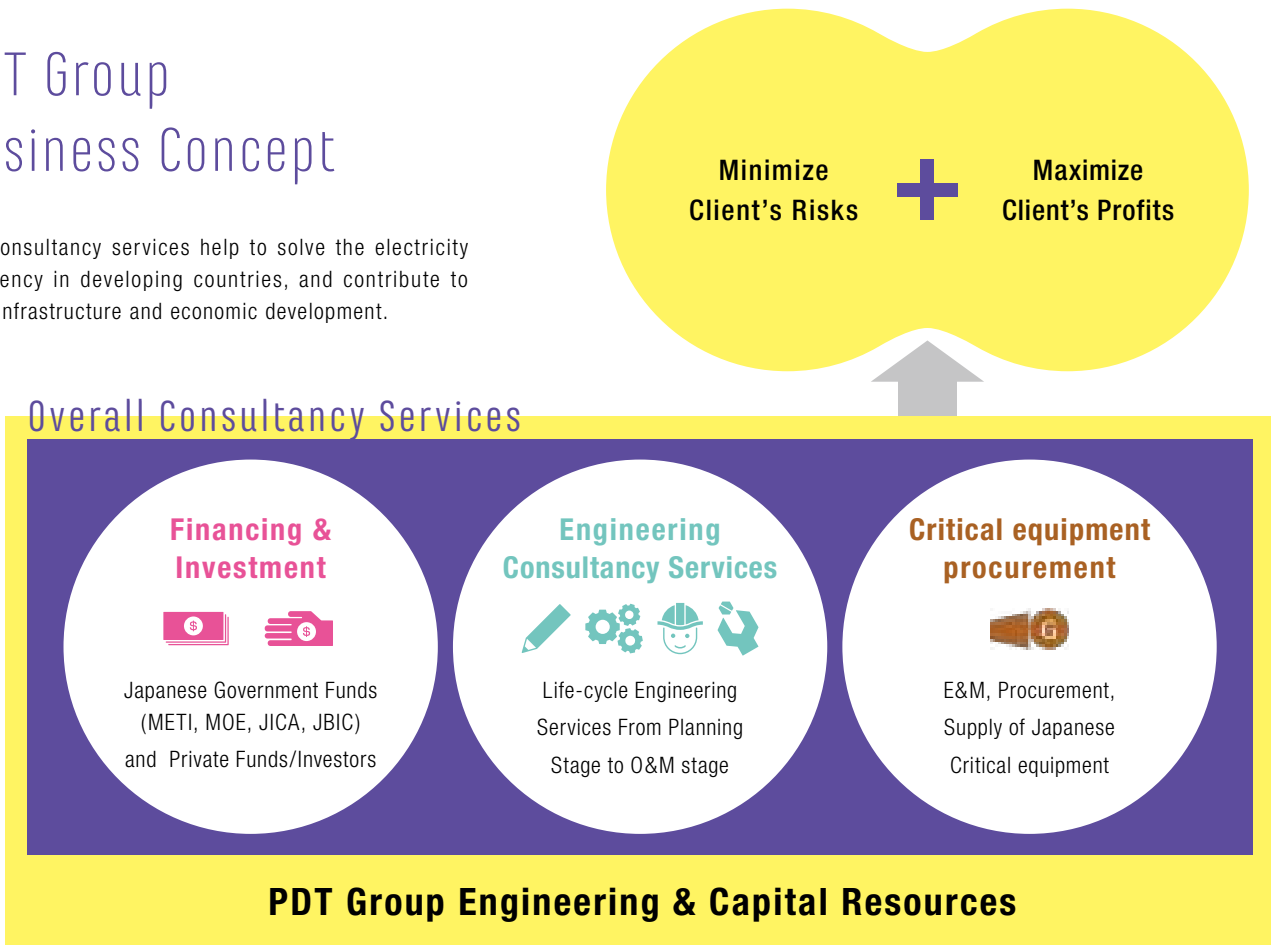 T Group
siness Concept
onsultancy services help to solve the electricity
ency in developing countries, and contribute to
nfrastructure and economic development.
Minimize
Client's Risks
Maximize
Client's Profits
Overall Consultancy Services
Financing &
Investment
$ $
Japanese Government Funds
(METI, MOE, JICA, JBIC)
and Private Funds/Investors
Engineering
Consultancy Services
Life-cycle Engineering
Services From Planning
Stage to O&M stage
Critical equipment
procurement
G
E&M, Procurement,
Supply of Japanese
Critical equipment
PDT Group Engineering & Capital Resources